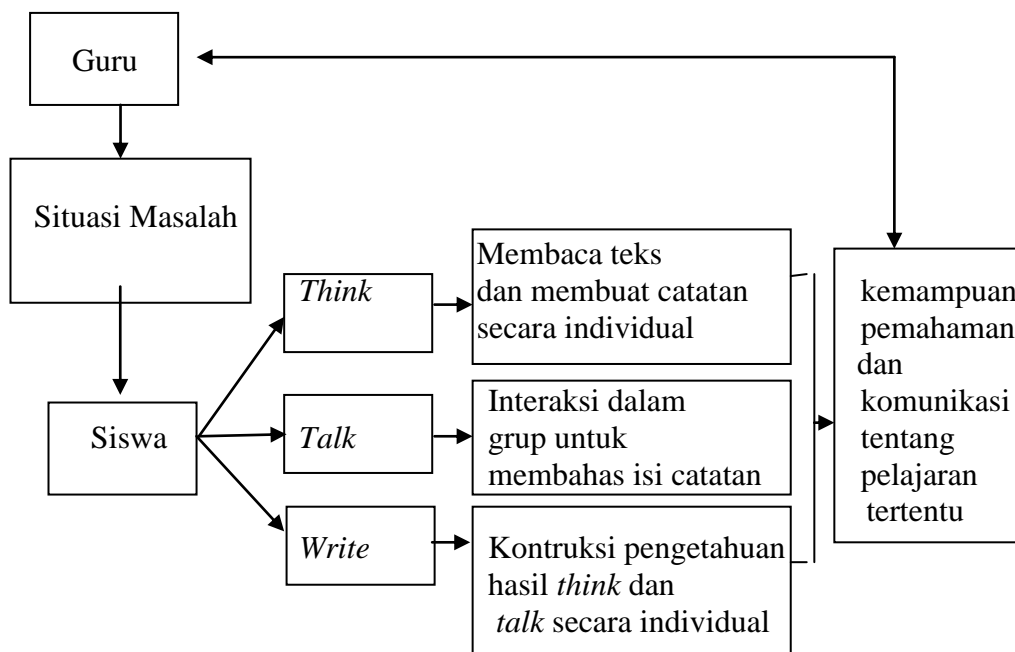 Guru
Situasi Masalah
Siswa
Think
Membaca teks
dan membuat catatan
secara individual
Talk
Interaksi dalam
grup untuk
membahas isi catatan
Write
Kontruksi pengetahuan
hasil think dan
talk secara individual
kemampuan
pemahaman
dan
komunikasi
tentang
pelajaran
tertentu